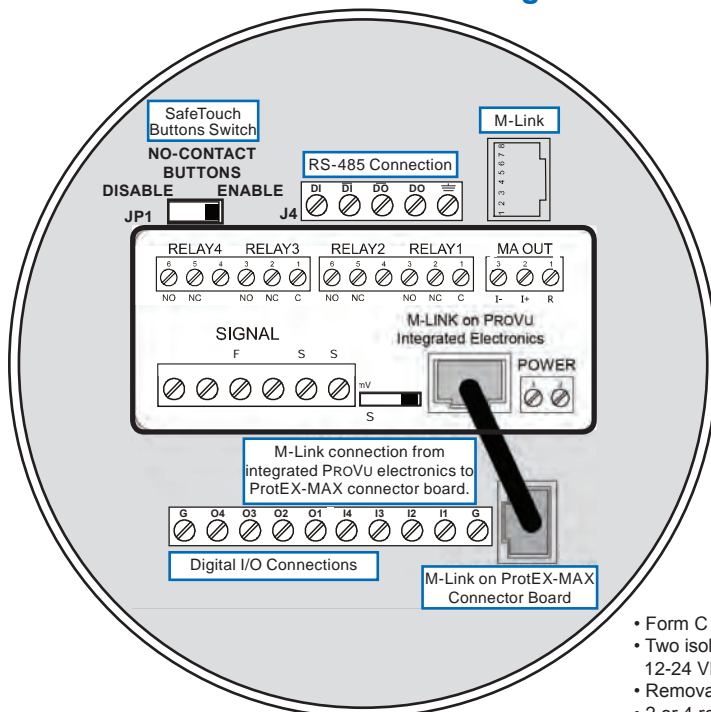 SafeTouch
Buttons Switch
NO-CONTACT
BUTTONS
DISABLE ENABLE
JP1
RS-485 Connection
DI D̅I̅ D̅O̅ DO
J4
M-Link
1 2 3 4 5 6 7 8
RELAY4 RELAY3 RELAY2 RELAY1 MA OUT
6 5 4 3 2 1 6 5 4 3 2 1 3 2 1
NO NC NO NC C NO NC NO NC C I- I+ R
SIGNAL
F S S
M-LINK on PROVU
Integrated Electronics
POWER
mV
S
M-Link connection from
integrated PROVU electronics to
ProtEX-MAX connector board.
G O4 O3 O2 O1 I4 I3 I2 I1 G
Digital I/O Connections
M-Link on ProtEX-MAX
Connector Board
• Form C
• Two isol
12-24 V
• Remova